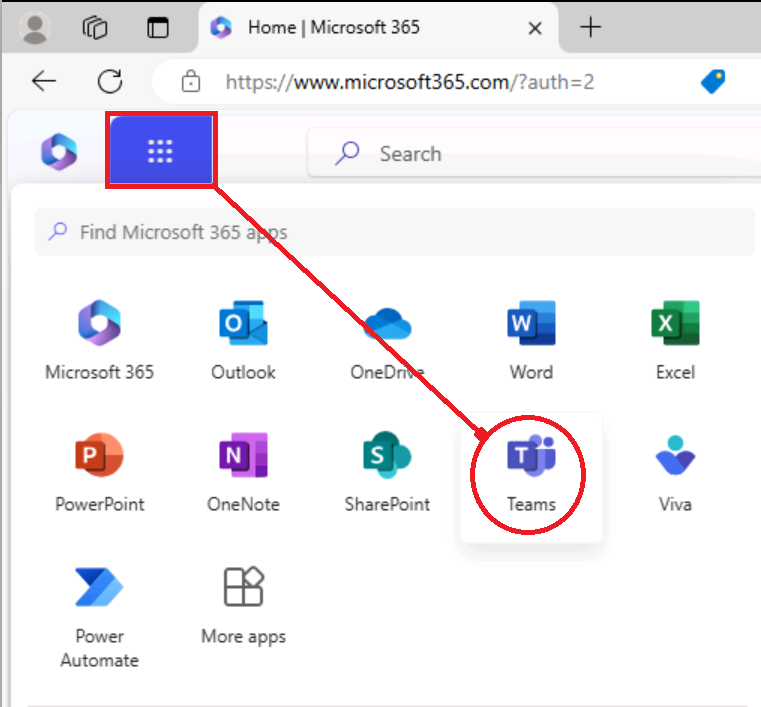 Home | Microsoft 365
https://www.microsoft365.com/?auth=2
Search
Find Microsoft 365 apps
Microsoft 365
Outlook
OneDrive
Word
Excel
PowerPoint
OneNote
SharePoint
Teams
Viva
Power
Automate
More apps